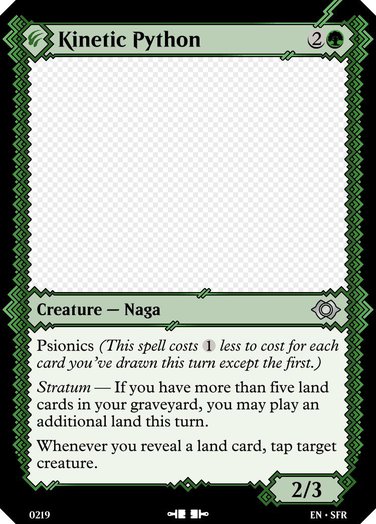 Kinetic Python 2
Creature — Naga
Psionics (This spell costs 1 less to cost for each
card you've drawn this turn except the first.)
Stratum — If you have more than five land
cards in your graveyard, you may play an
additional land this turn.
Whenever you reveal a land card, tap target
creature.
2/3
0219
EN • SFR